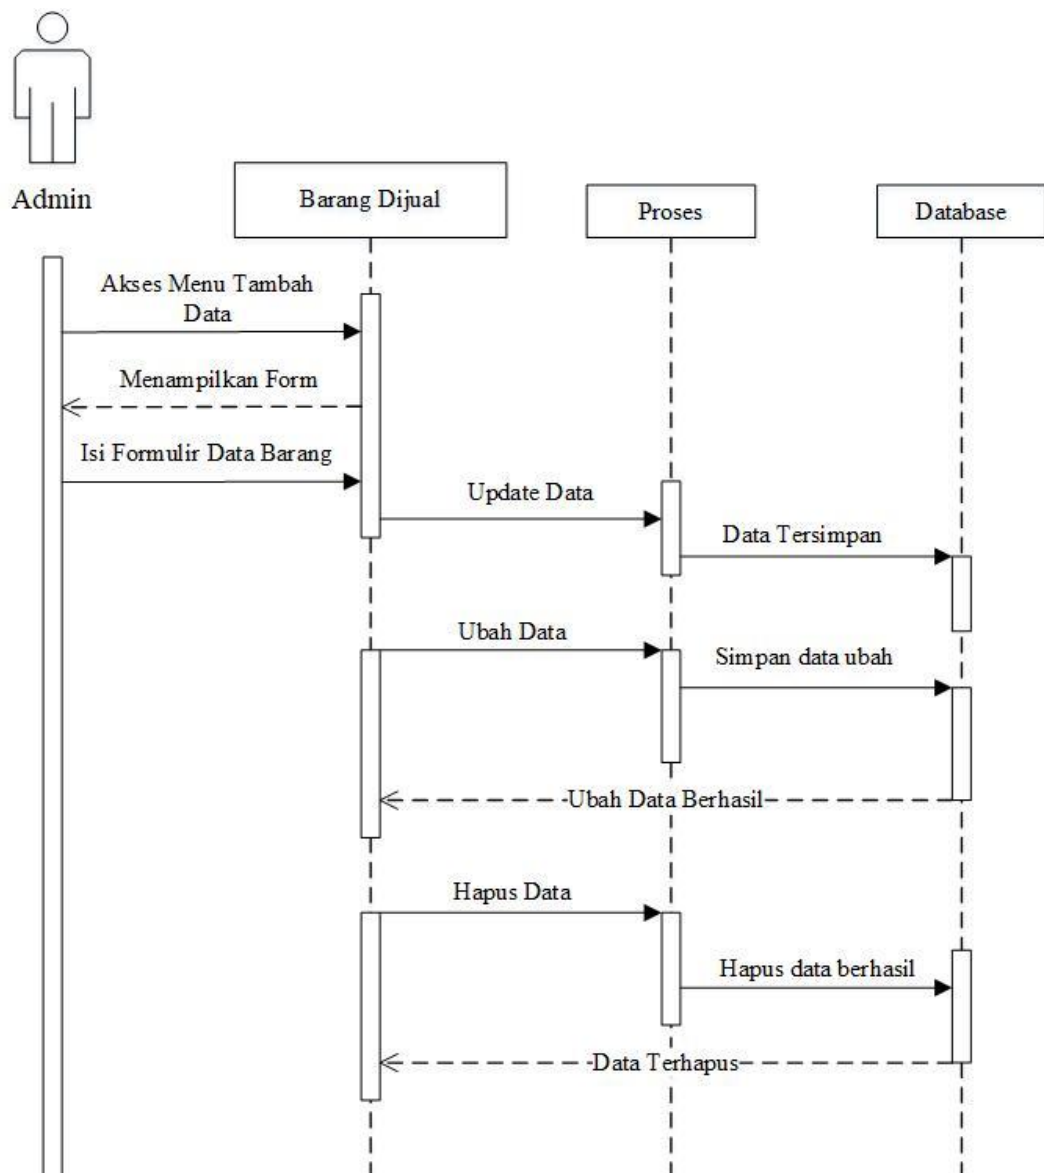 Admin
Barang Dijual
Proses
Database
Akses Menu Tambah
Data
Menampilkan Form
Isi Formulir Data Barang
Update Data
Data Tersimpan
Ubah Data
Simpan data ubah
Ubah Data Berhasil
Hapus Data
Hapus data berhasil
Data Terhapus